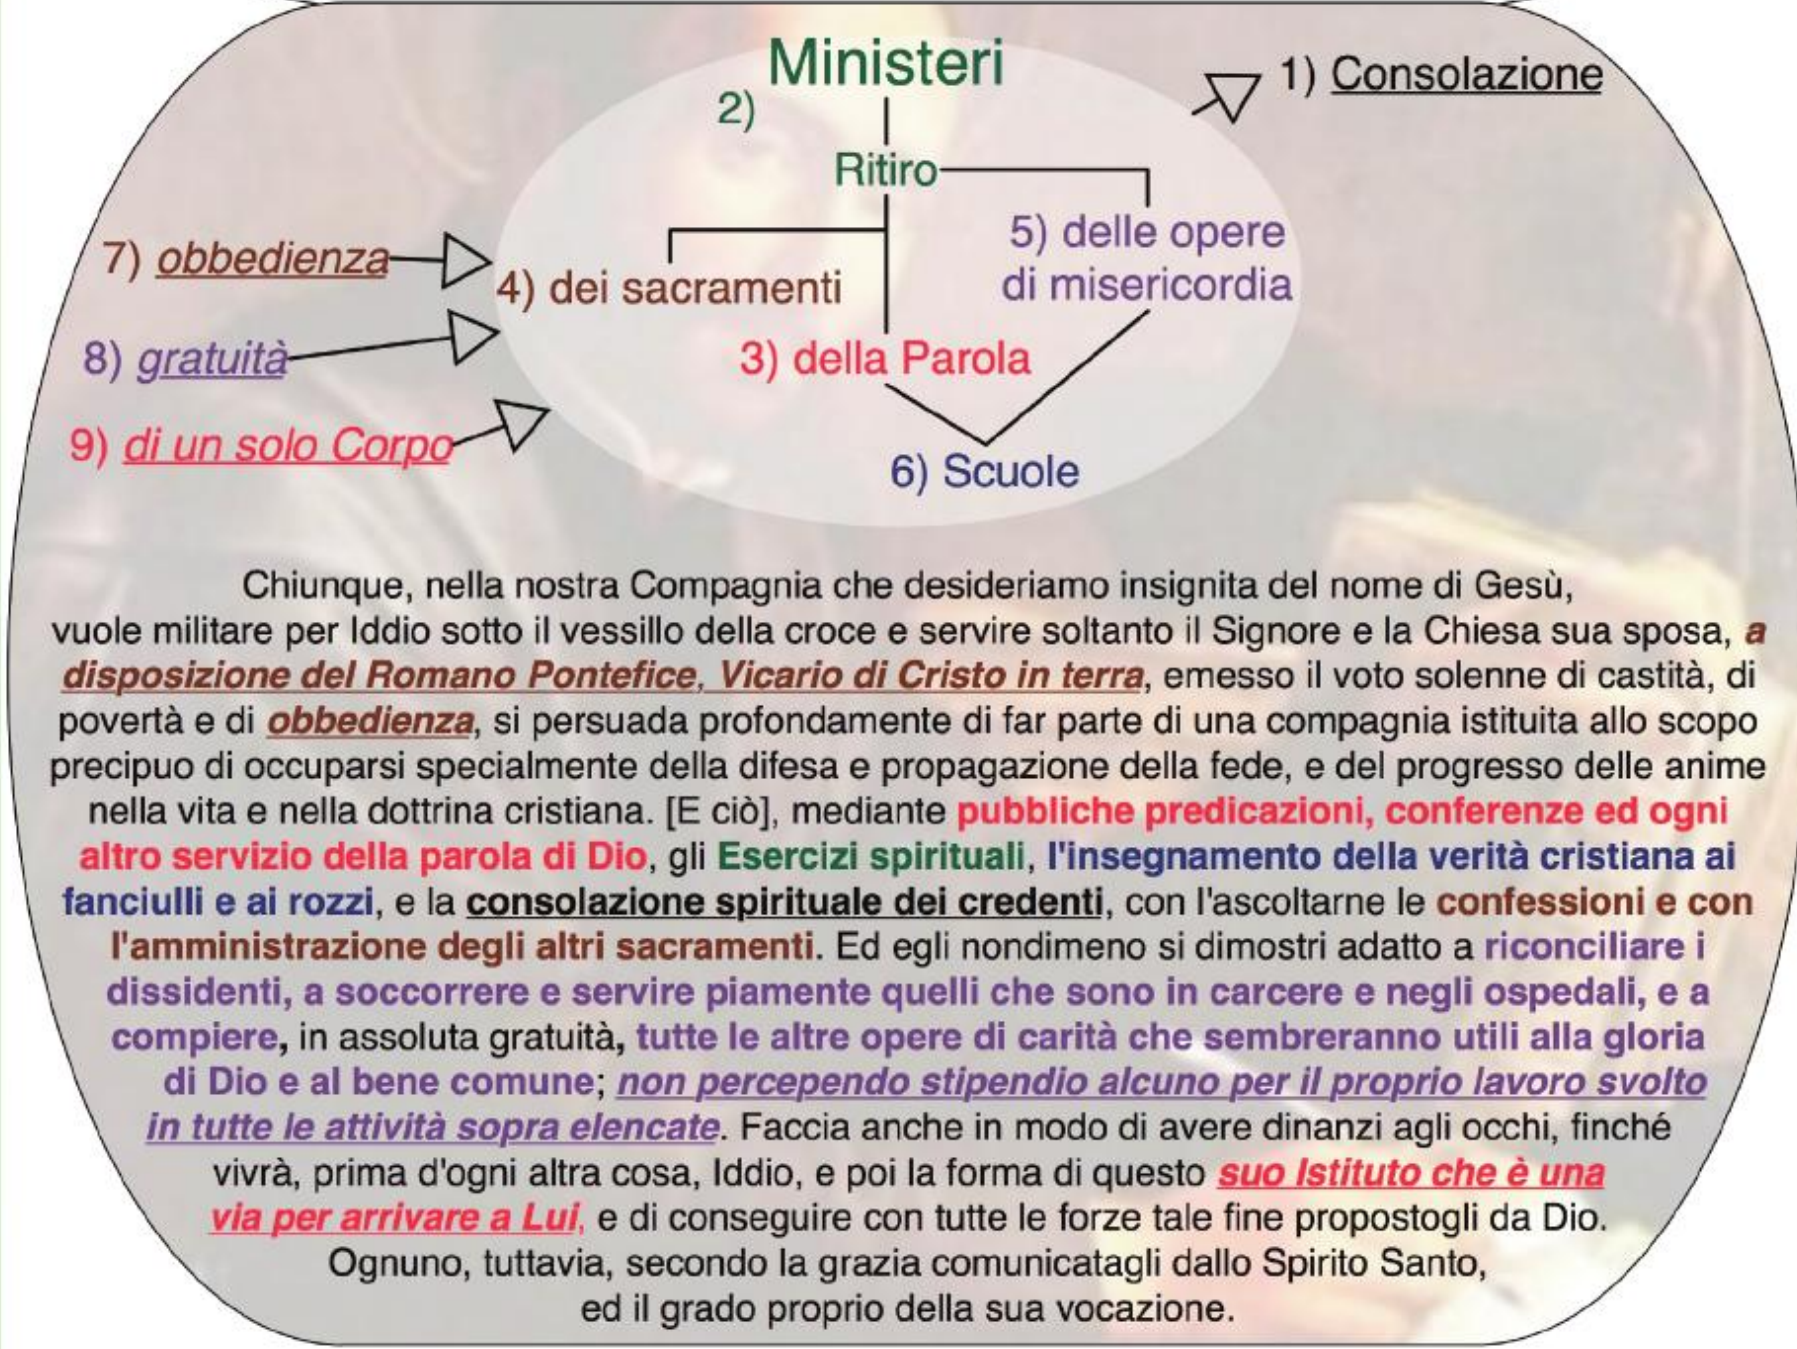 Ministeri
1) Consolazione
2)
Ritiro
5) delle opere
di misericordia
7) obbedienza
4) dei sacramenti
8) gratuità
3) della Parola
9) di un solo Corpo
6) Scuole
Chiunque, nella nostra Compagnia che desideriamo insignita del nome di Gesù,
vuole militare per Iddio sotto il vessillo della croce e servire soltanto il Signore e la Chiesa sua sposa, a
disposizione del Romano Pontefice, Vicario di Cristo in terra, emesso il voto solenne di castità, di
povertà e di obbedienza, si persuada profondamente di far parte di una compagnia istituita allo scopo
precipuo di occuparsi specialmente della difesa e propagazione della fede, e del progresso delle anime
nella vita e nella dottrina cristiana. [E ciò], mediante pubbliche predicazioni, conferenze ed ogni
altro servizio della parola di Dio, gli Esercizi spirituali, l'insegnamento della verità cristiana ai
fanciulli e ai rozzi, e la consolazione spirituale dei credenti, con l'ascoltarne le confessioni e con
l'amministrazione degli altri sacramenti. Ed egli nondimeno si dimostri adatto a riconciliare i
dissidenti, a soccorrere e servire piamente quelli che sono in carcere e negli ospedali, e a
compiere, in assoluta gratuità, tutte le altre opere di carità che sembreranno utili alla gloria
di Dio e al bene comune; non percependo stipendio alcuno per il proprio lavoro svolto
in tutte le attività sopra elencate. Faccia anche in modo di avere dinanzi agli occhi, finché
vivrà, prima d'ogni altra cosa, Iddio, e poi la forma di questo suo Istituto che è una
via per arrivare a Lui, e di conseguire con tutte le forze tale fine propostogli da Dio.
Ognuno, tuttavia, secondo la grazia comunicatagli dallo Spirito Santo,
ed il grado proprio della sua vocazione.